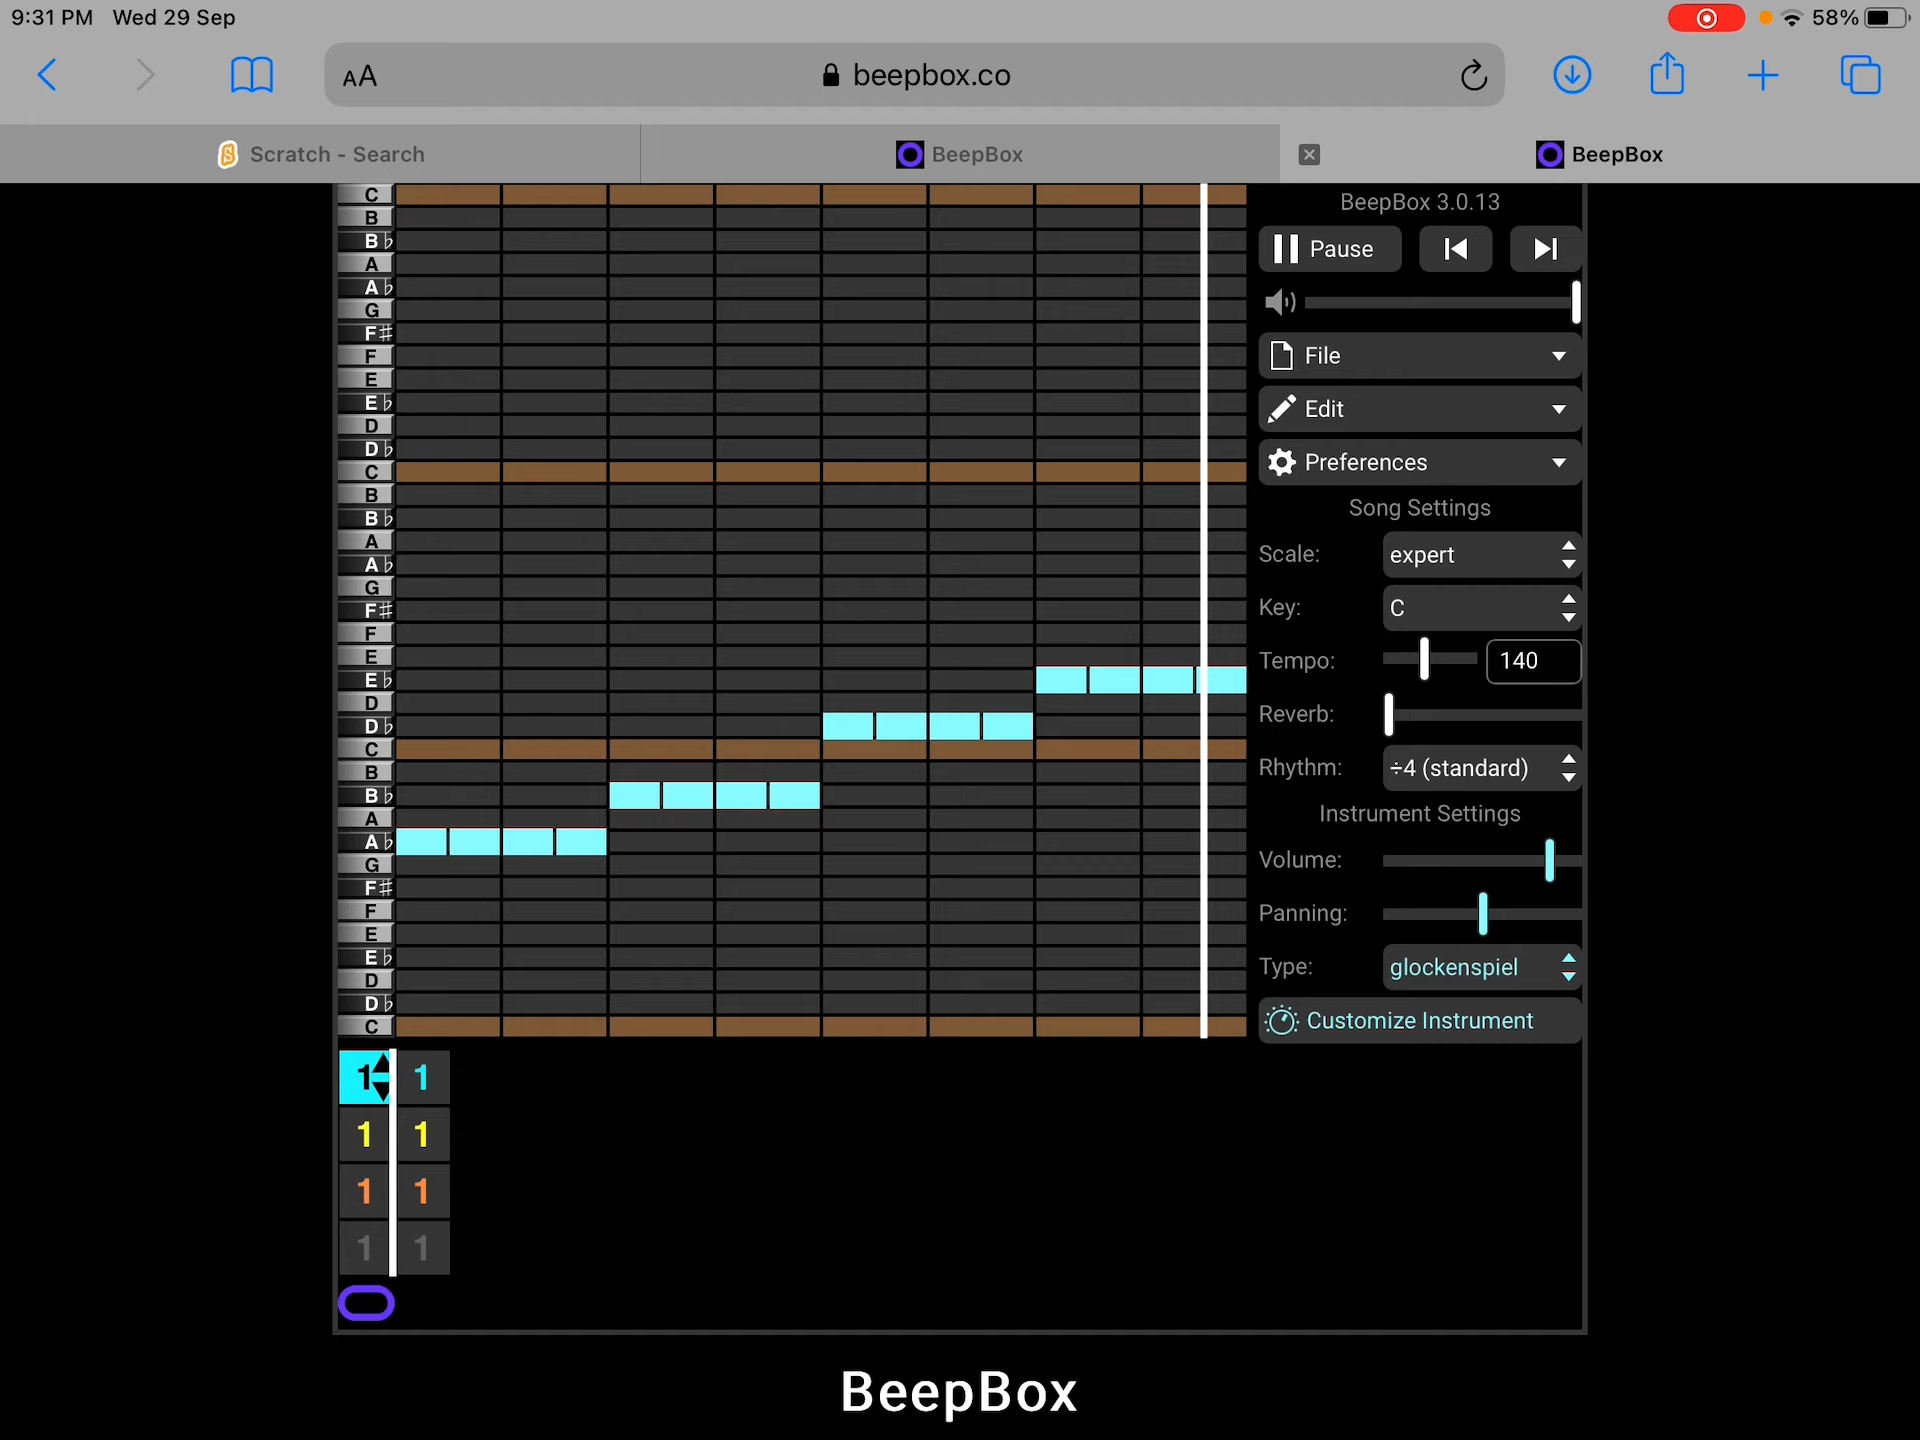 9:31 PM Wed 29 Sep
58%
AA
beepbox.co
Scratch - Search
BeepBox
BeepBox
C
B
B♭
A
A♭
G
F♯
F
E
E♭
D
D♭
C
B
B♭
A
A♭
G
F♯
F
E
E♭
D
D♭
C
B
B♭
A
A♭
G
F♯
F
E
E♭
D
D♭
C
BeepBox 3.0.13
Pause
File
Edit
Preferences
Song Settings
Scale: expert
Key: C
Tempo: 140
Reverb:
Rhythm: ÷4 (standard)
Instrument Settings
Volume:
Panning:
Type: glockenspiel
Customize Instrument
1 1
1 1
1 1
1 1
BeepBox